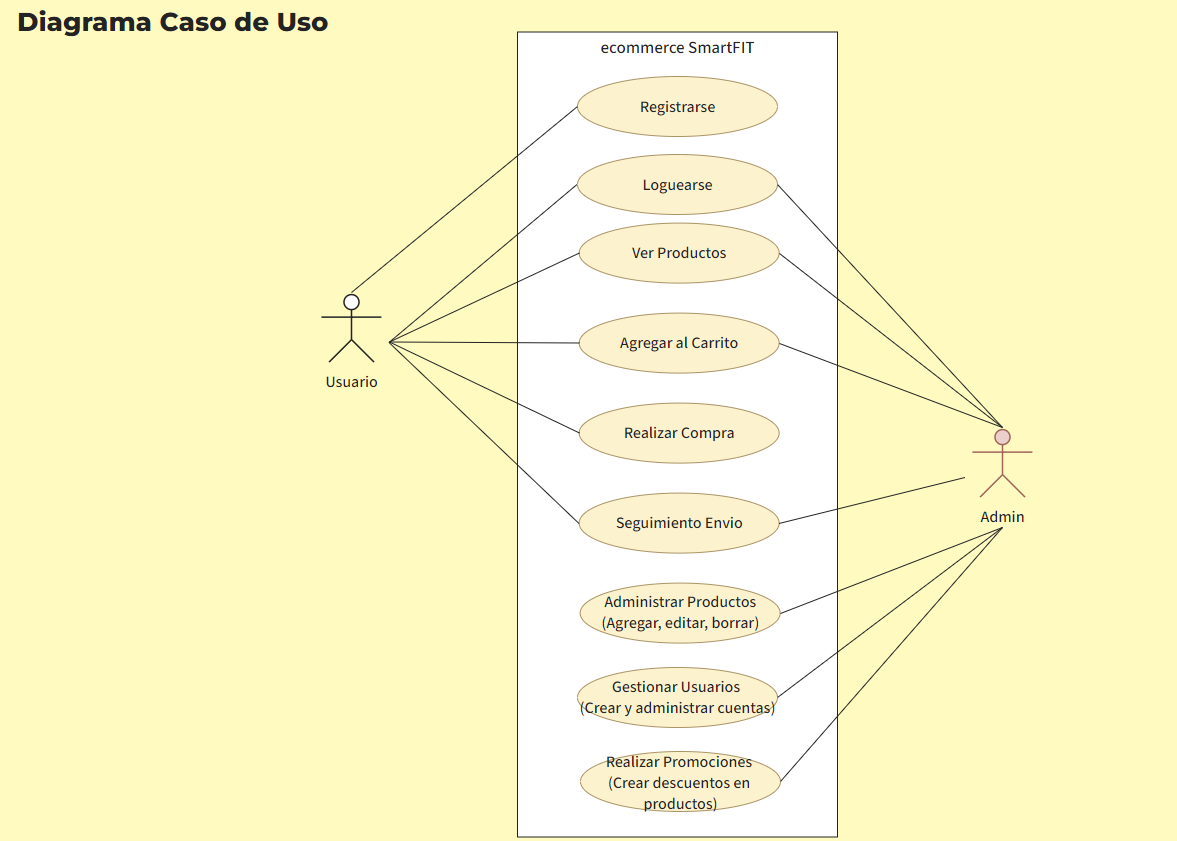 Diagrama Caso de Uso
ecommerce SmartFIT
Registrarse
Loguearse
Ver Productos
Agregar al Carrito
Usuario
Realizar Compra
Seguimiento Envio
Admin
Administrar Productos
(Agregar, editar, borrar)
Gestionar Usuarios
(Crear y administrar cuentas)
Realizar Promociones
(Crear descuentos en
productos)